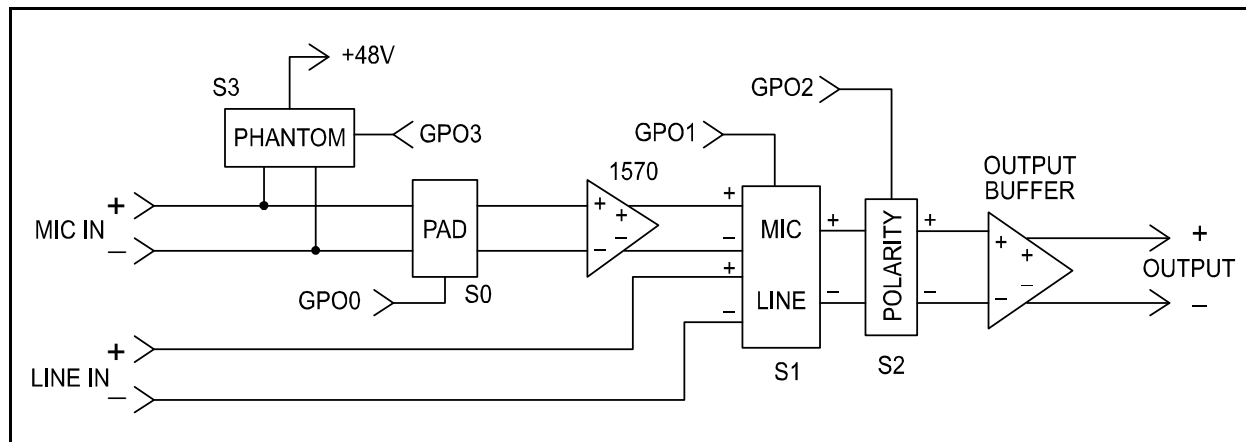 +48V
S3
PHANTOM
GPO3
GPO2
GPO1
1570
OUTPUT
BUFFER
+
MIC IN
–
PAD
+ +
– –
+
–
MIC
+
–
LINE
+
–
POLARITY
+
–
+ +
– –
+
OUTPUT
–
GPO0
S0
S1
S2
+
LINE IN
–